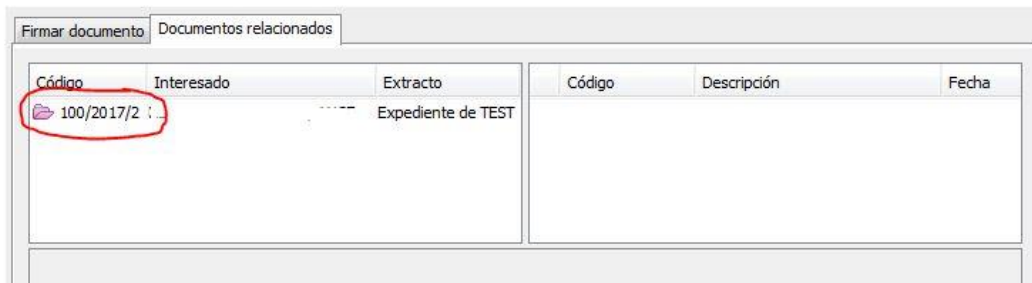 Firmar documento Documentos relacionados
Código Interesado Extracto Código Descripción Fecha
100/2017/2 Expediente de TEST